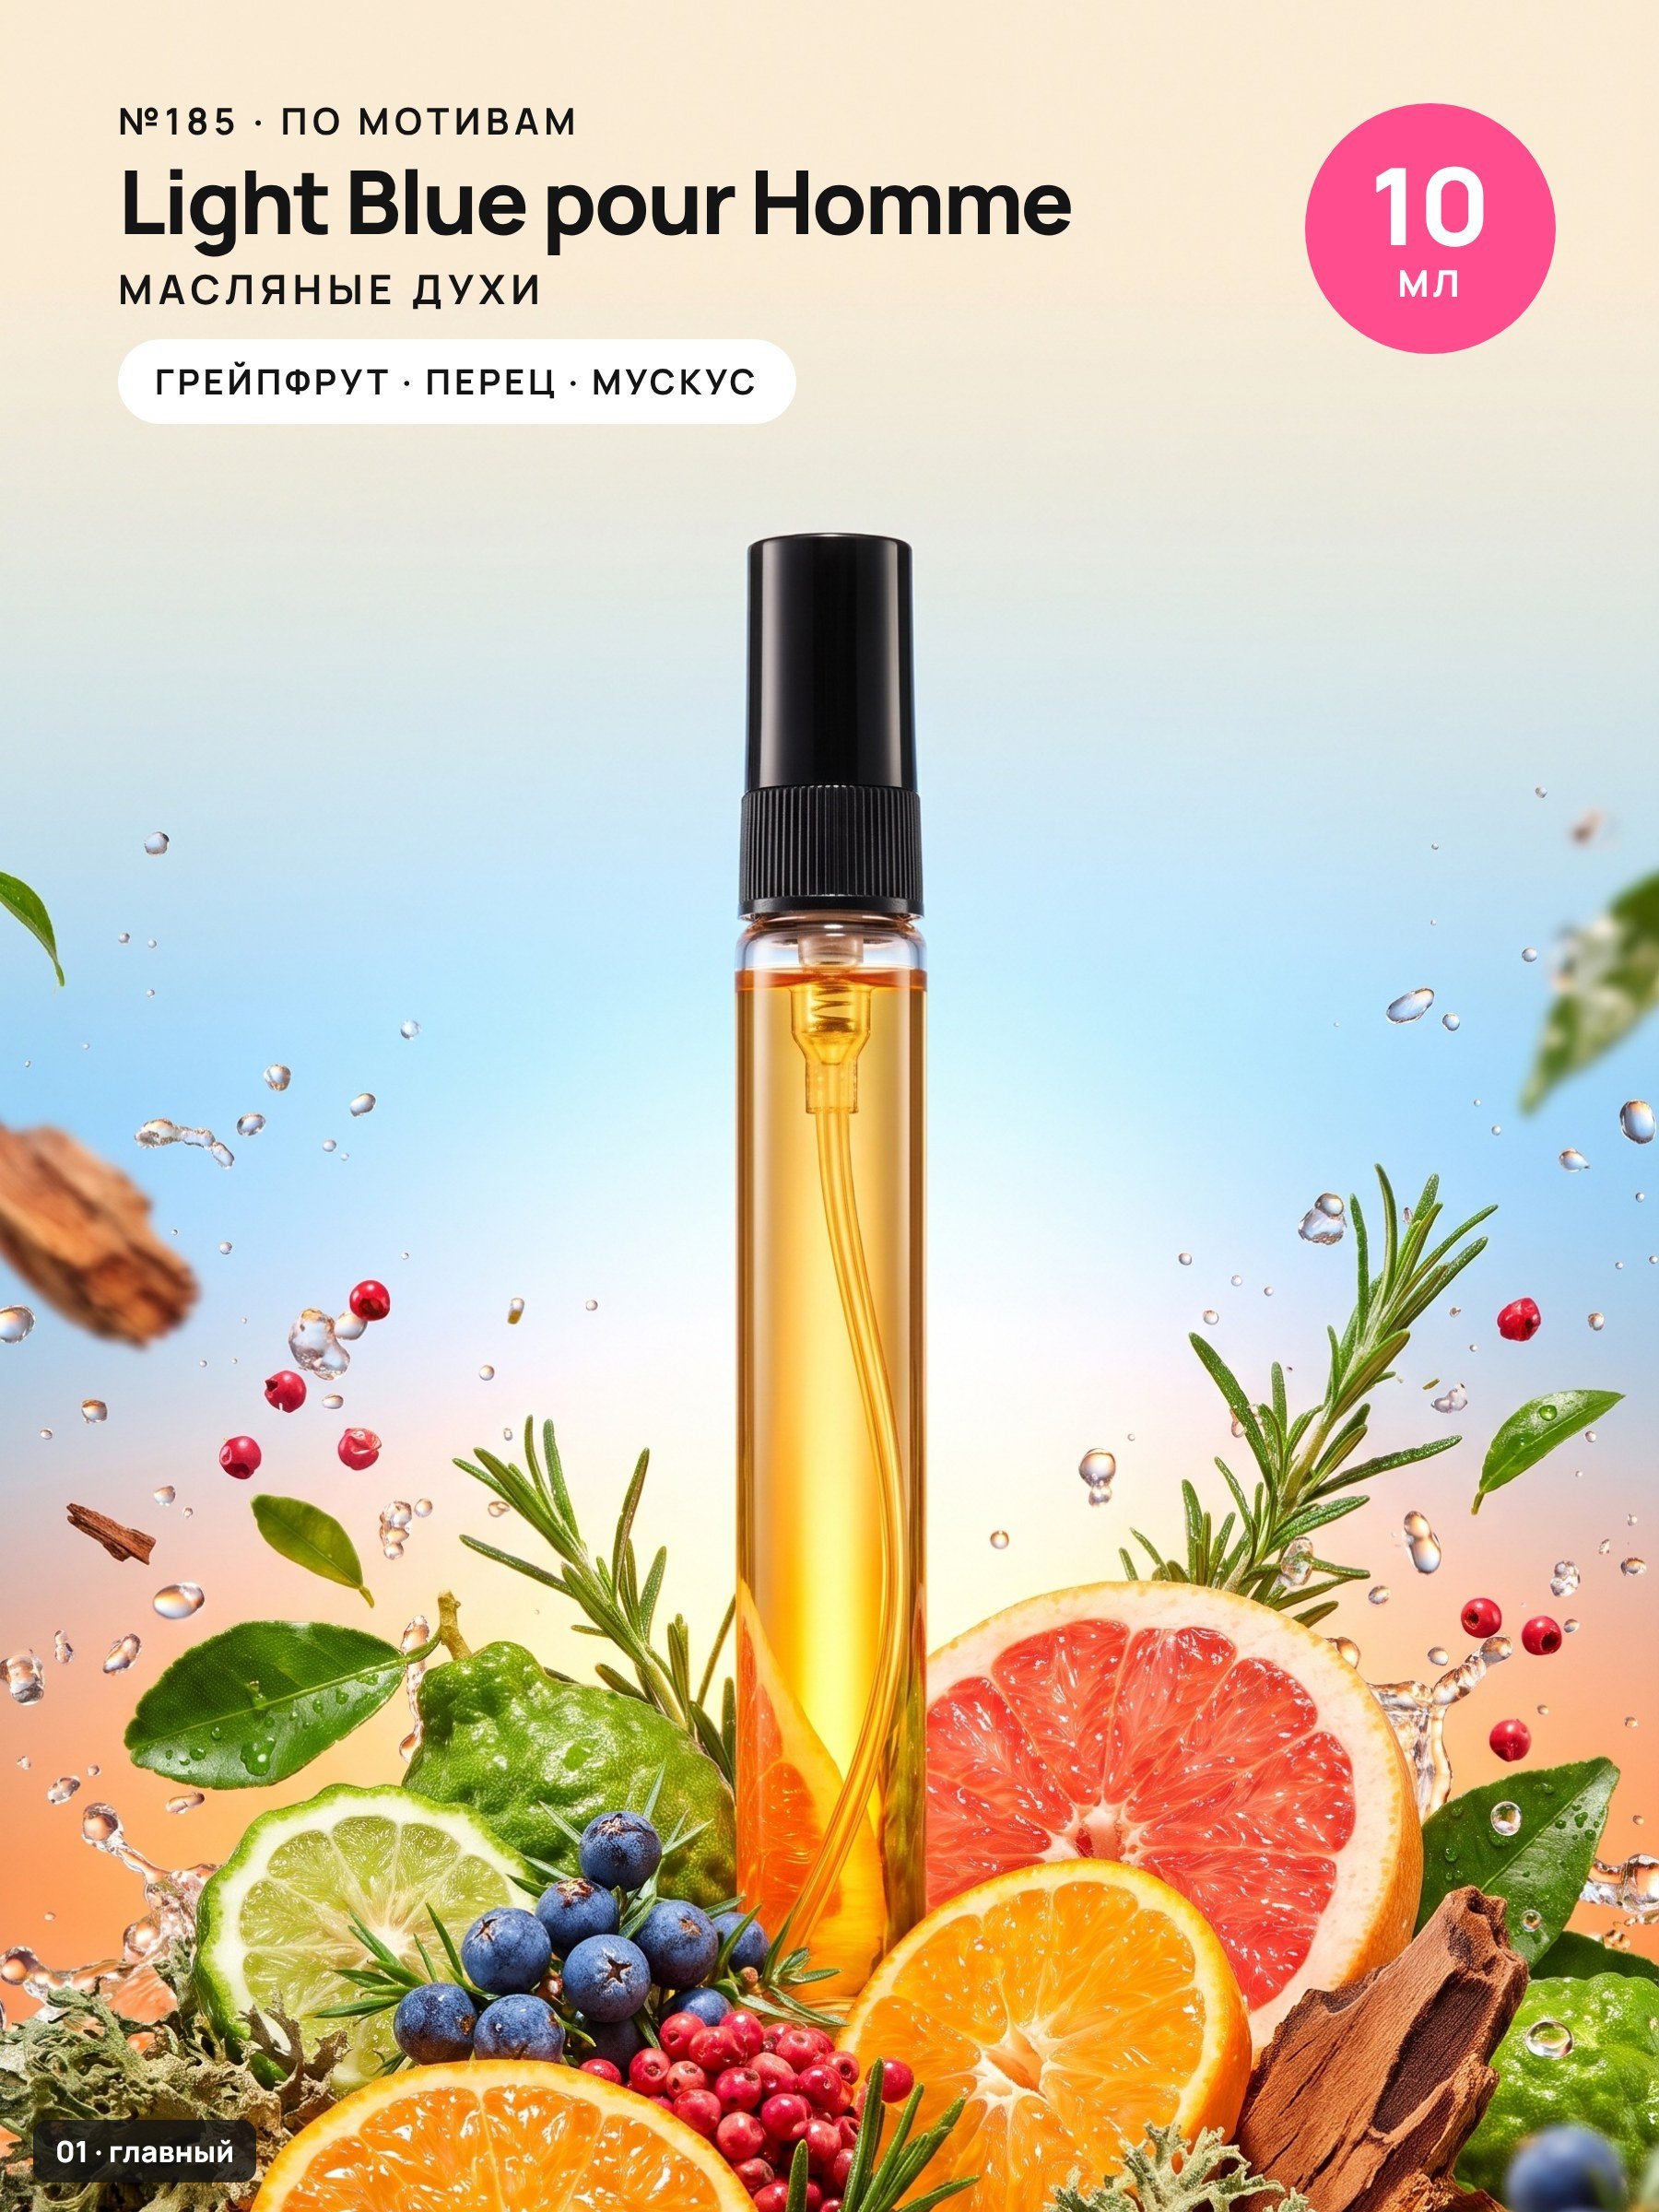 №185 · ПО МОТИВАМ
Light Blue pour Homme
МАСЛЯНЫЕ ДУХИ
ГРЕЙПФРУТ · ПЕРЕЦ · МУСКУС
10
МЛ
01 · главный